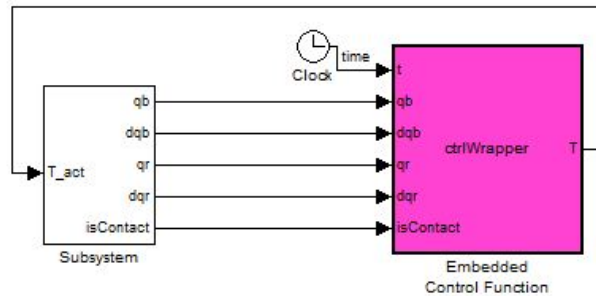 time
Clock
t
qb
qb
dqb
dqb
ctrlWrapper
T
T_act
qr
qr
dqr
dqr
isContact
isContact
Subsystem
Embedded
Control Function